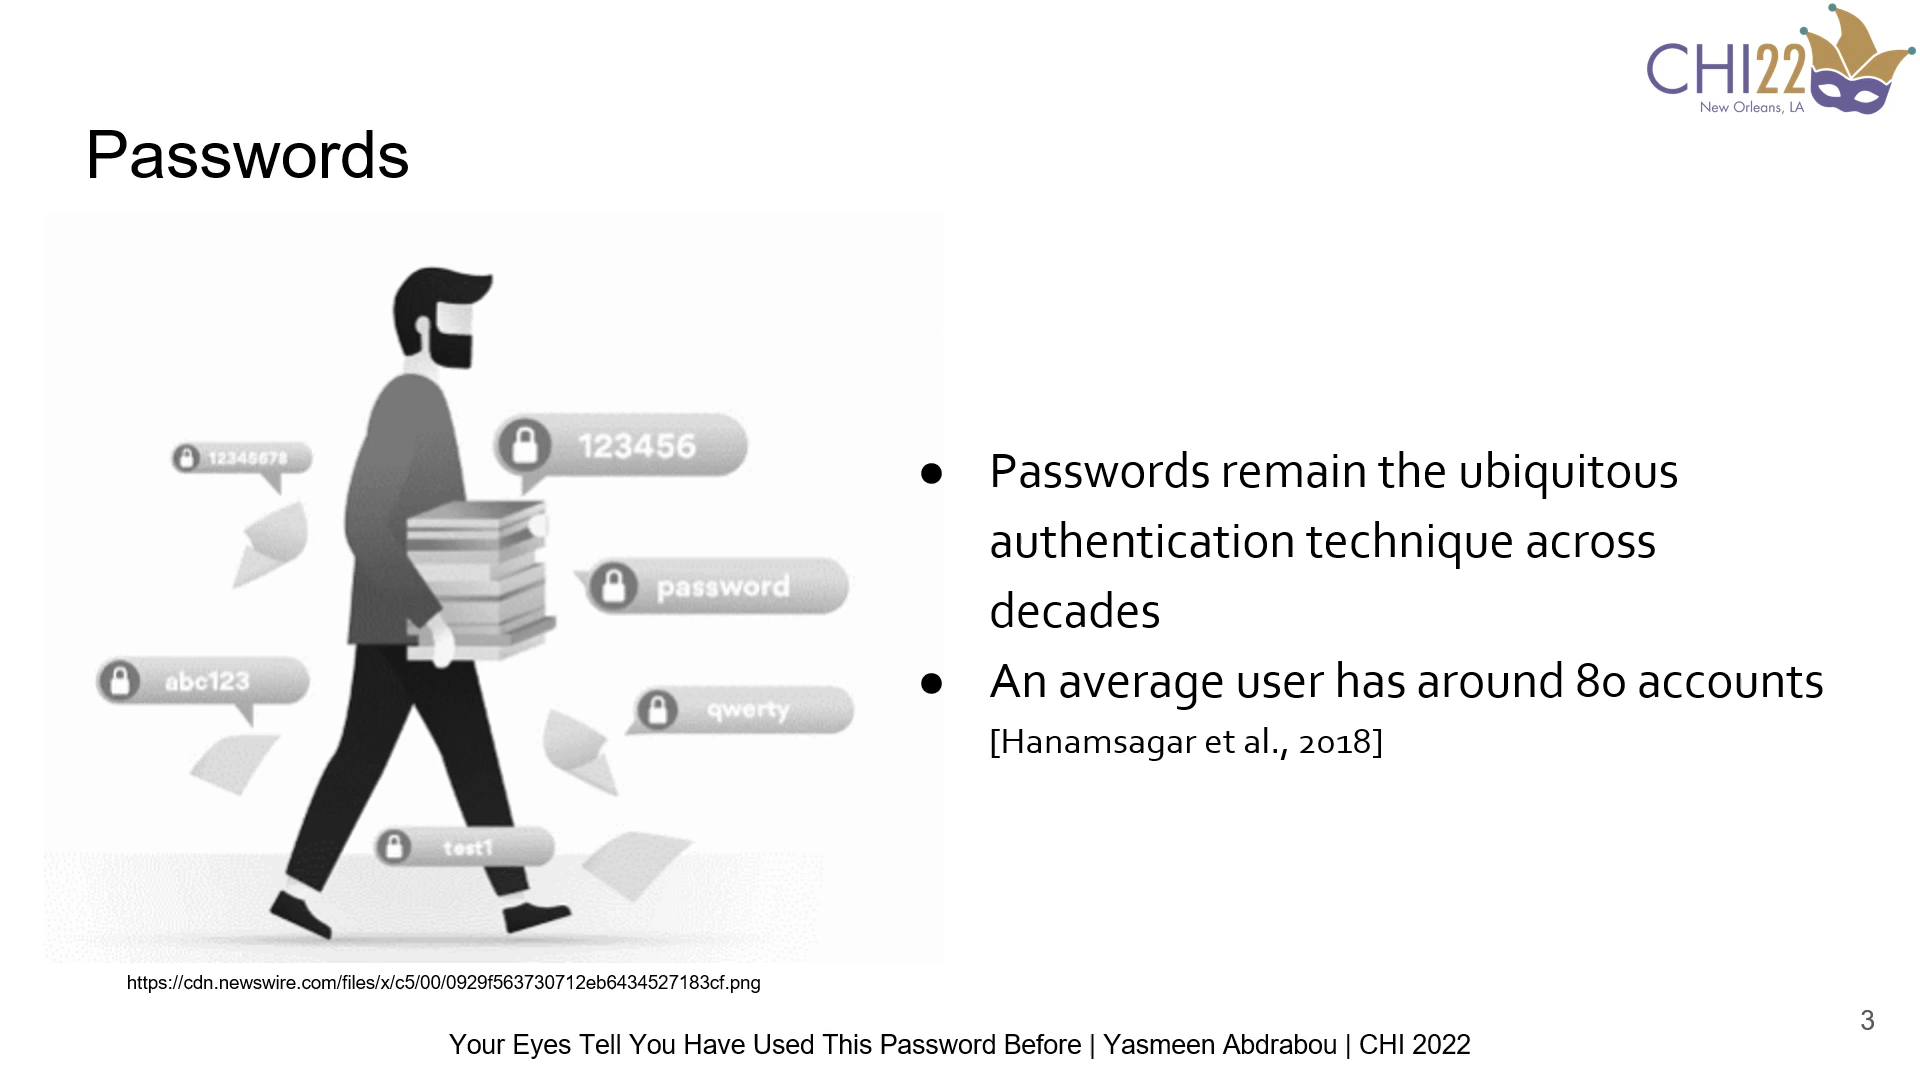 CHI22
New Orleans, LA
Passwords
12345678
123456
password
abc123
qwerty
test1
● Passwords remain the ubiquitous
authentication technique across
decades
● An average user has around 80 accounts
[Hanamsagar et al., 2018]
https://cdn.newswire.com/files/x/c5/00/0929f563730712eb6434527183cf.png
3
Your Eyes Tell You Have Used This Password Before | Yasmeen Abdrabou | CHI 2022